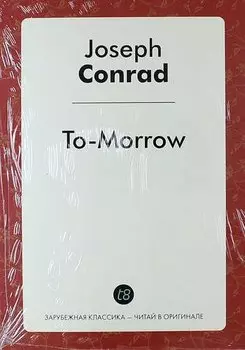 Joseph
Conrad
To-Morrow
t8
ЗАРУБЕЖНАЯ КЛАССИКА — ЧИТАЙ В ОРИГИНАЛЕ